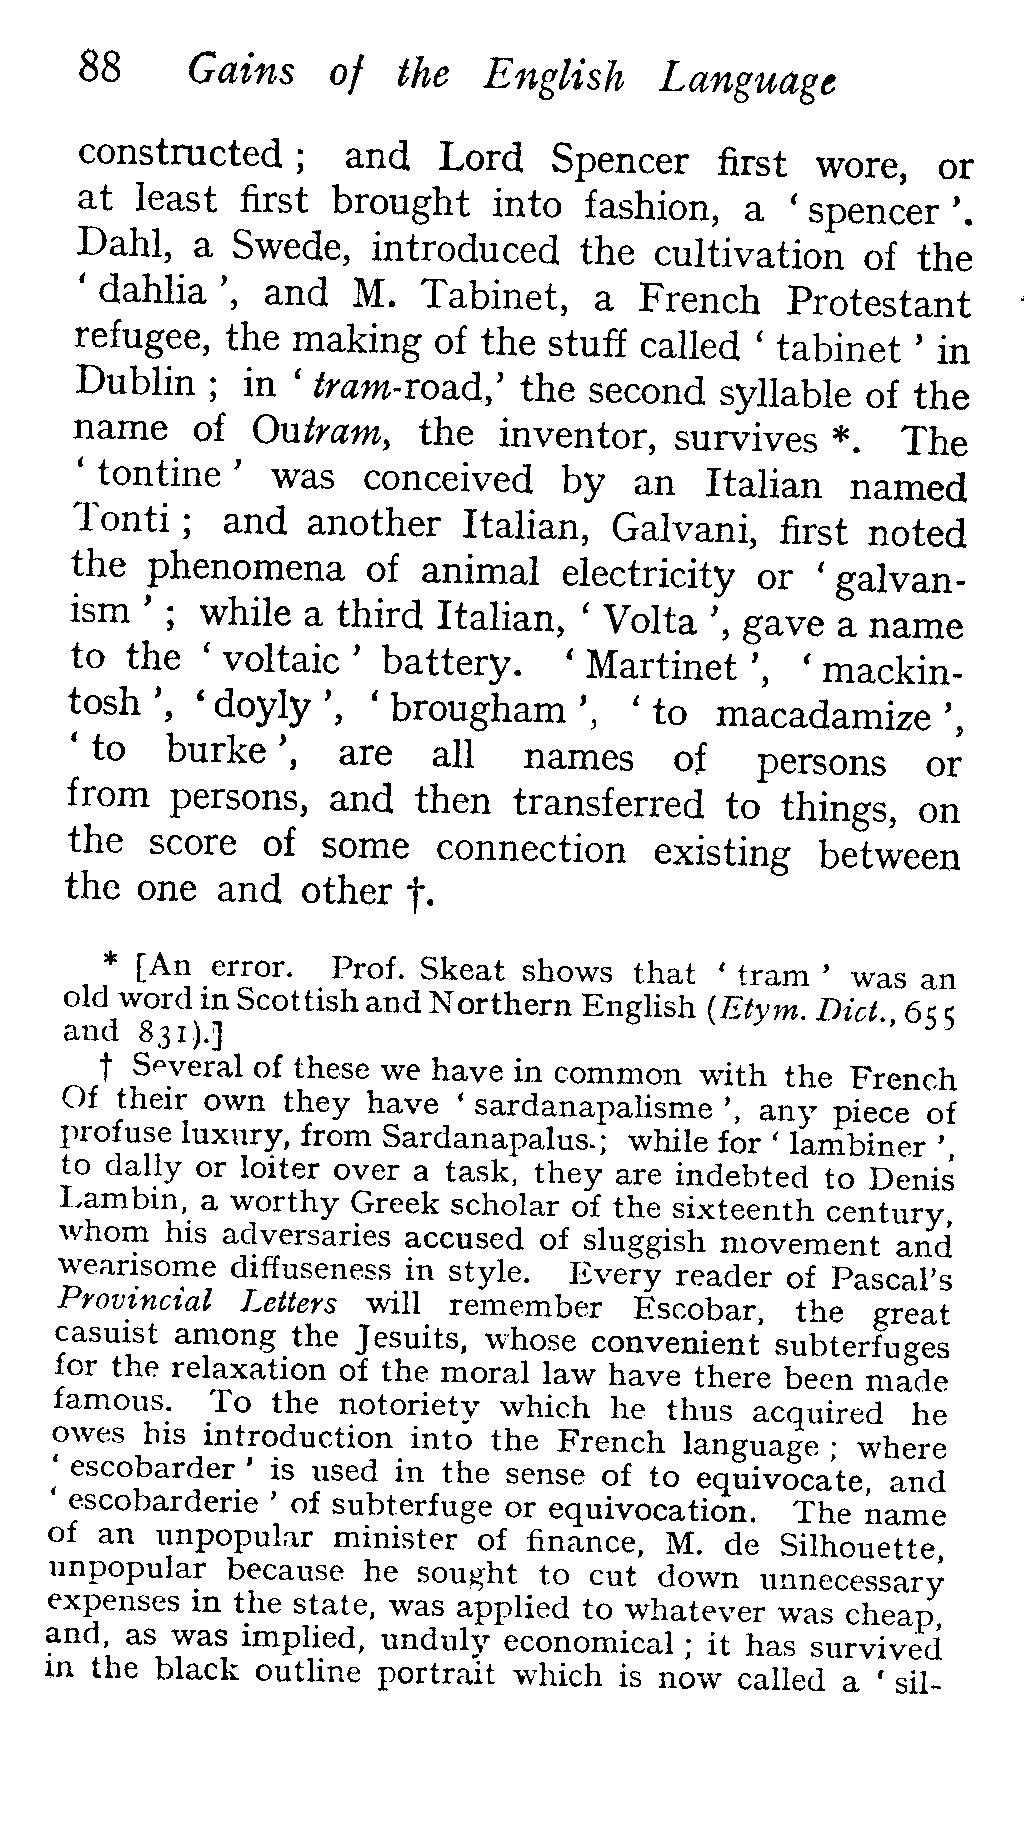 88 Gains of the English Language
constructed ; and Lord Spencer first wore, or
at least first brought into fashion, a ‘ spencer ’.
Dahl, a Swede, introduced the cultivation of the
‘ dahlia ’, and M. Tabinet, a French Protestant
refugee, the making of the stuff called ‘ tabinet ’ in
Dublin ; in ‘ tram-road,’ the second syllable of the
name of Outram, the inventor, survives *. The
‘ tontine ’ was conceived by an Italian named
Tonti ; and another Italian, Galvani, first noted
the phenomena of animal electricity or ‘ galvan-
ism ’ ; while a third Italian, ‘ Volta ’, gave a name
to the ‘ voltaic ’ battery. ‘ Martinet ’, ‘ mackin-
tosh ’, ‘ doyly ’, ‘ brougham ’, ‘ to macadamize ’,
‘ to burke ’, are all names of persons or
from persons, and then transferred to things, on
the score of some connection existing between
the one and other †.
* [An error. Prof. Skeat shows that ‘ tram ’ was an
old word in Scottish and Northern English (Etym. Dict., 655
and 831).]
† Several of these we have in common with the French
Of their own they have ‘ sardanapalisme ’, any piece of
profuse luxury, from Sardanapalus.; while for ‘ lambiner ’,
to dally or loiter over a task, they are indebted to Denis
Lambin, a worthy Greek scholar of the sixteenth century,
whom his adversaries accused of sluggish movement and
wearisome diffuseness in style. Every reader of Pascal’s
Provincial Letters will remember Escobar, the great
casuist among the Jesuits, whose convenient subterfuges
for the relaxation of the moral law have there been made
famous. To the notoriety which he thus acquired he
owes his introduction into the French language ; where
‘ escobarder ’ is used in the sense of to equivocate, and
‘ escobarderie ’ of subterfuge or equivocation. The name
of an unpopular minister of finance, M. de Silhouette,
unpopular because he sought to cut down unnecessary
expenses in the state, was applied to whatever was cheap,
and, as was implied, unduly economical ; it has survived
in the black outline portrait which is now called a ‘ sil-